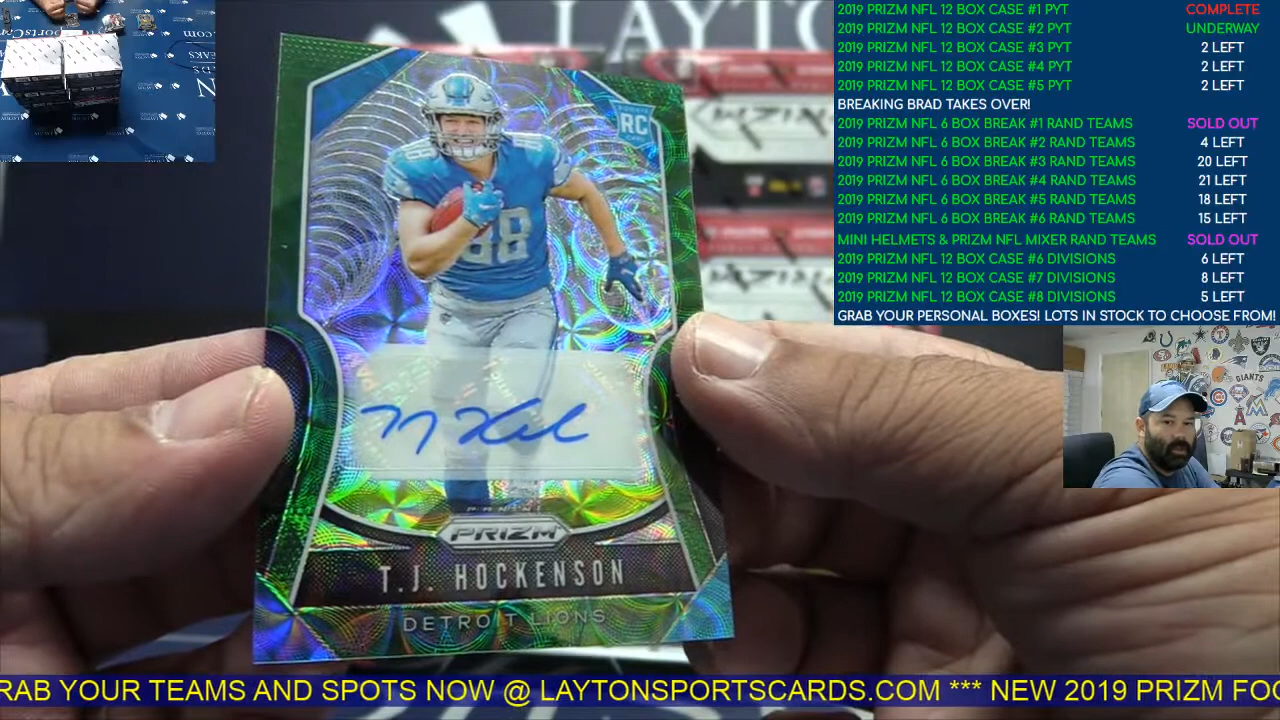 2019 PRIZM NFL 12 BOX CASE #1 PYT COMPLETE
2019 PRIZM NFL 12 BOX CASE #2 PYT UNDERWAY
2019 PRIZM NFL 12 BOX CASE #3 PYT 2 LEFT
2019 PRIZM NFL 12 BOX CASE #4 PYT 2 LEFT
2019 PRIZM NFL 12 BOX CASE #5 PYT 2 LEFT
BREAKING BRAD TAKES OVER!
2019 PRIZM NFL 6 BOX BREAK #1 RAND TEAMS SOLD OUT
2019 PRIZM NFL 6 BOX BREAK #2 RAND TEAMS 4 LEFT
2019 PRIZM NFL 6 BOX BREAK #3 RAND TEAMS 20 LEFT
2019 PRIZM NFL 6 BOX BREAK #4 RAND TEAMS 21 LEFT
2019 PRIZM NFL 6 BOX BREAK #5 RAND TEAMS 18 LEFT
2019 PRIZM NFL 6 BOX BREAK #6 RAND TEAMS 15 LEFT
MINI HELMETS & PRIZM NFL MIXER RAND TEAMS SOLD OUT
2019 PRIZM NFL 12 BOX CASE #6 DIVISIONS 6 LEFT
2019 PRIZM NFL 12 BOX CASE #7 DIVISIONS 8 LEFT
2019 PRIZM NFL 12 BOX CASE #8 DIVISIONS 5 LEFT
GRAB YOUR PERSONAL BOXES! LOTS IN STOCK TO CHOOSE FROM!
LAYTO
RC
88
88
PRIZM
T.J. HOCKENSON
DETROIT LIONS
GIANTS
RAB YOUR TEAMS AND SPOTS NOW @ LAYTONSPORTSCARDS.COM *** NEW 2019 PRIZM FOO